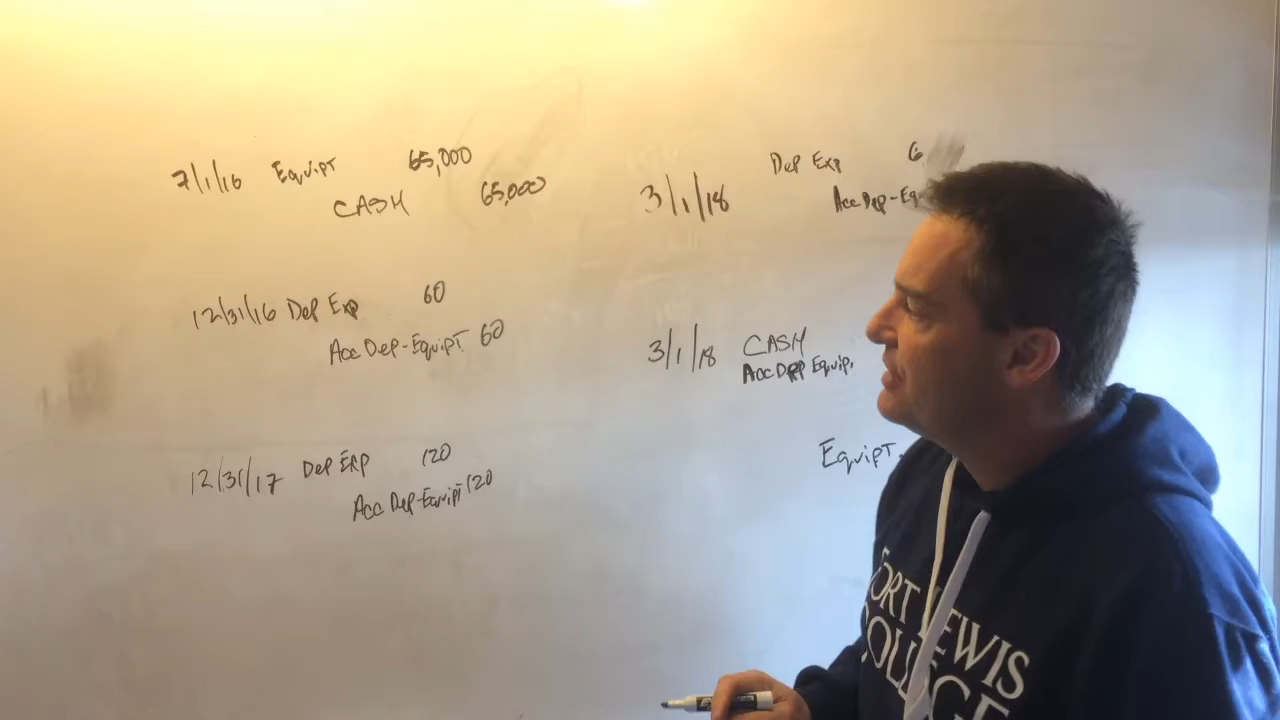 7/1/16 Equipt 65,000
CASH 65,000
12/31/16 Dep Exp 60
Acc Dep-Equipt 60
12/31/17 Dep Exp 120
Acc Dep-Equipt 120
Dep Exp 6
3/1/18 Acc Dep-Eq
3/1/18 CASH
Acc Dep Equip.
Equipt.
ORT LEWIS
COLLEGE